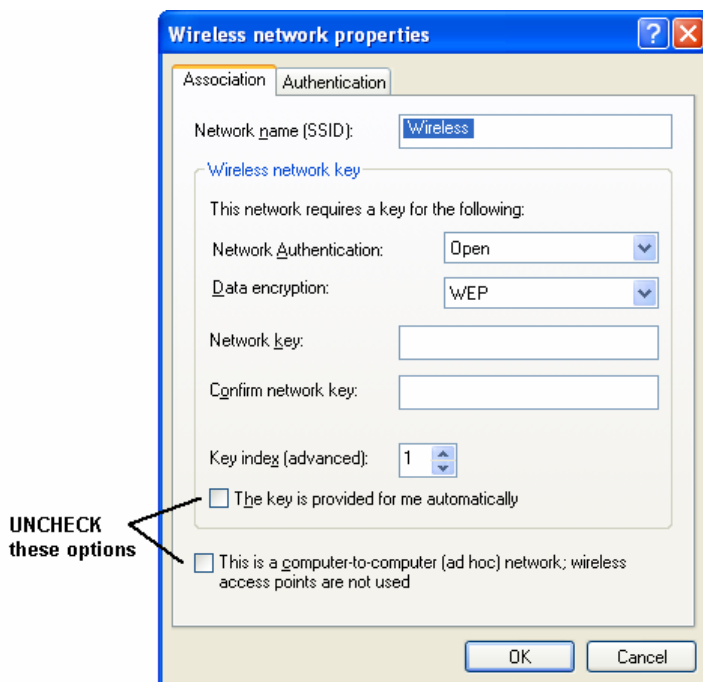 Wireless network properties
Association
Authentication
Network name (SSID):
Wireless
Wireless network key
This network requires a key for the following:
Network Authentication:
Open
Data encryption:
WEP
Network key:
Confirm network key:
Key index (advanced):
1
The key is provided for me automatically
UNCHECK
these options
This is a computer-to-computer (ad hoc) network; wireless
access points are not used
OK
Cancel